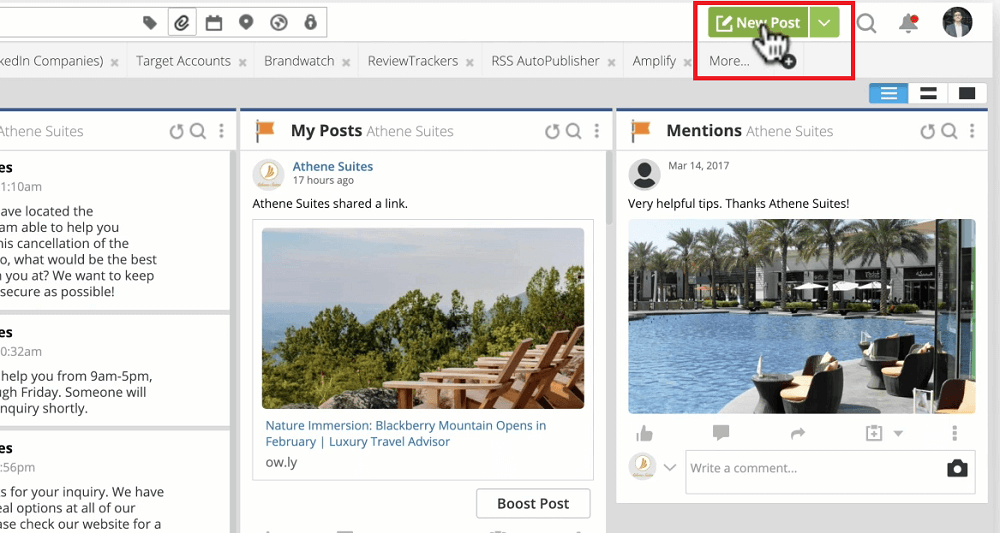 New Post
kedIn Companies) ×
Target Accounts ×
Brandwatch ×
ReviewTrackers ×
RSS AutoPublisher ×
Amplify ×
More...
Athene Suites
es
1:10am
ave located the
am able to help you
his cancellation of the
o, what would be the best
n you at? We want to keep
secure as possible!
es
0:32am
help you from 9am-5pm,
ugh Friday. Someone will
nquiry shortly.
es
:56pm
ts for your inquiry. We have
eal options at all of our
ase check our website for a
My Posts Athene Suites
Athene Suites
17 hours ago
Athene Suites shared a link.
Nature Immersion: Blackberry Mountain Opens in
February | Luxury Travel Advisor
ow.ly
Boost Post
Mentions Athene Suites
Mar 14, 2017
Very helpful tips. Thanks Athene Suites!
Write a comment...